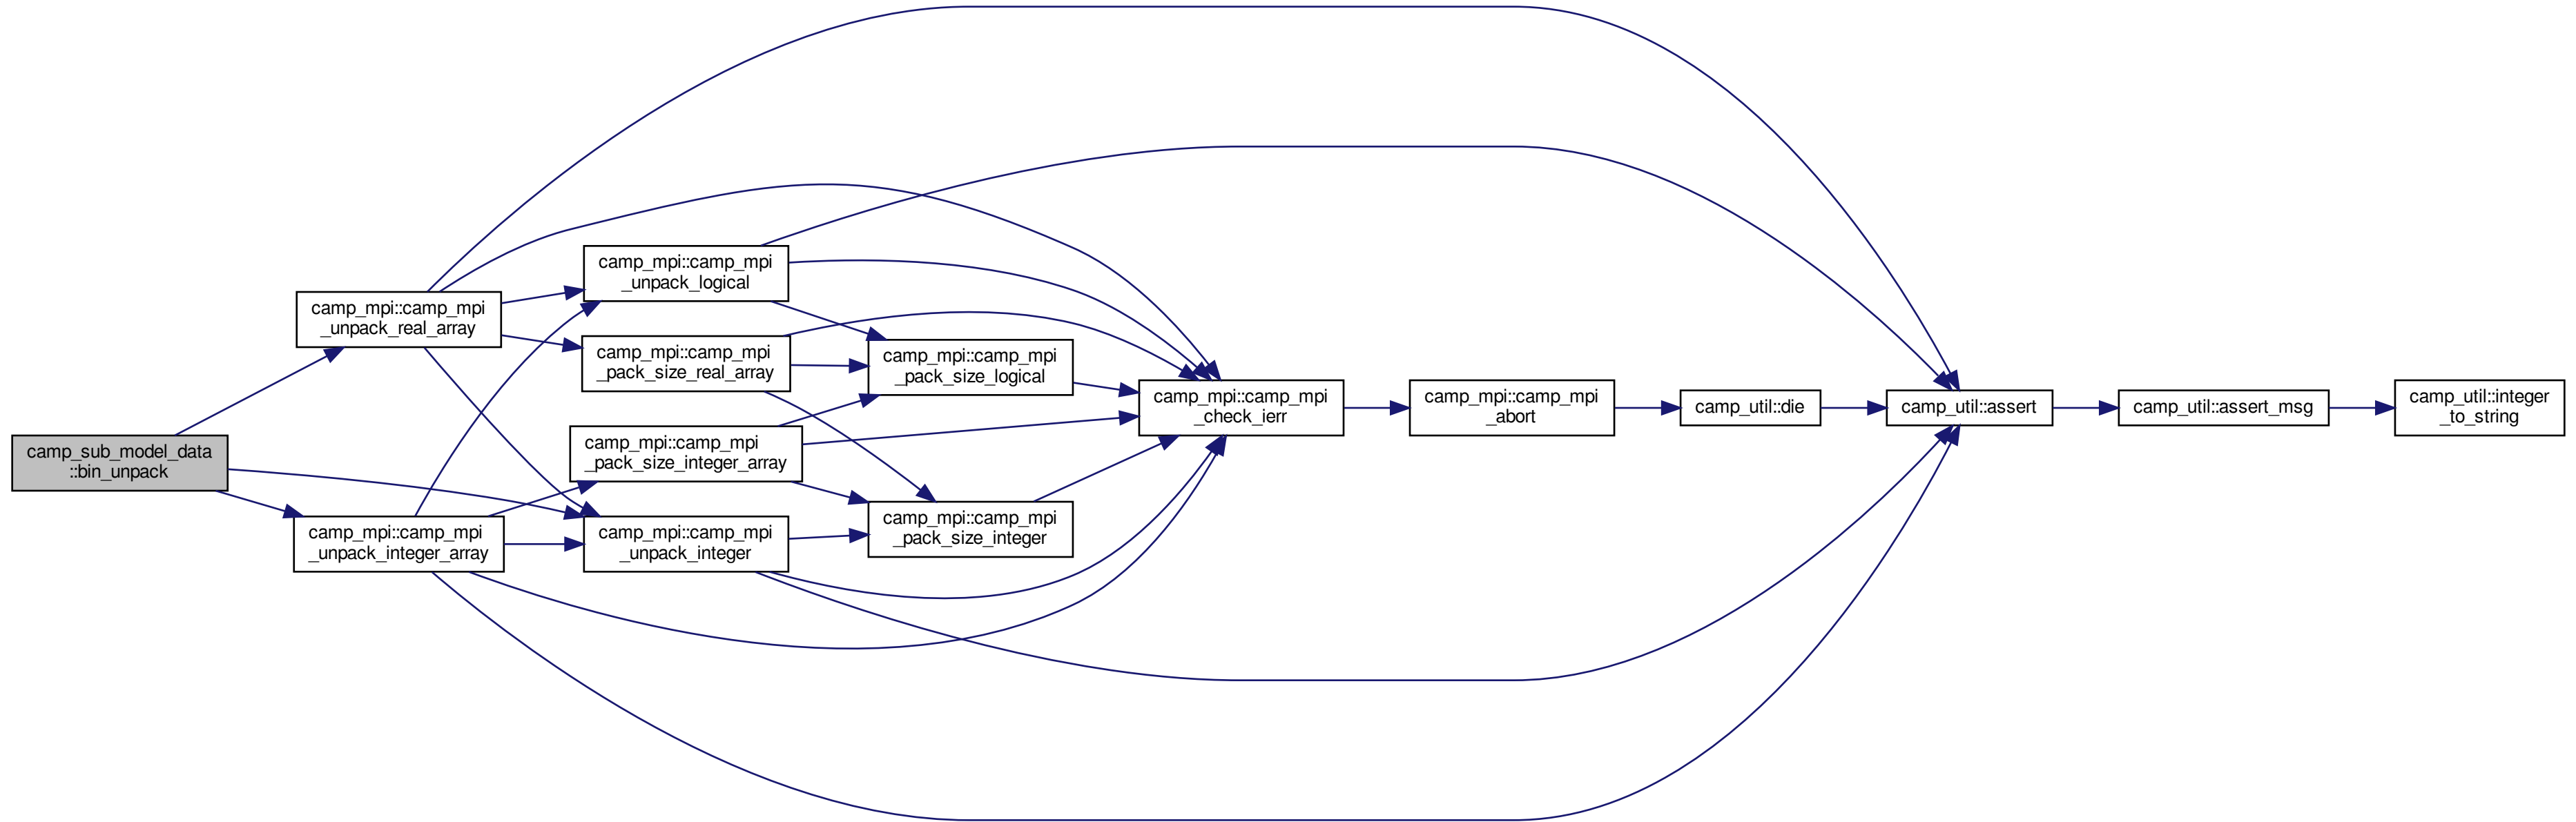 camp_sub_model_data
::bin_unpack
camp_mpi::camp_mpi
_unpack_real_array
camp_mpi::camp_mpi
_unpack_integer_array
camp_mpi::camp_mpi
_unpack_logical
camp_mpi::camp_mpi
_pack_size_real_array
camp_mpi::camp_mpi
_pack_size_integer_array
camp_mpi::camp_mpi
_unpack_integer
camp_mpi::camp_mpi
_pack_size_logical
camp_mpi::camp_mpi
_pack_size_integer
camp_mpi::camp_mpi
_check_ierr
camp_mpi::camp_mpi
_abort
camp_util::die
camp_util::assert
camp_util::assert_msg
camp_util::integer
_to_string